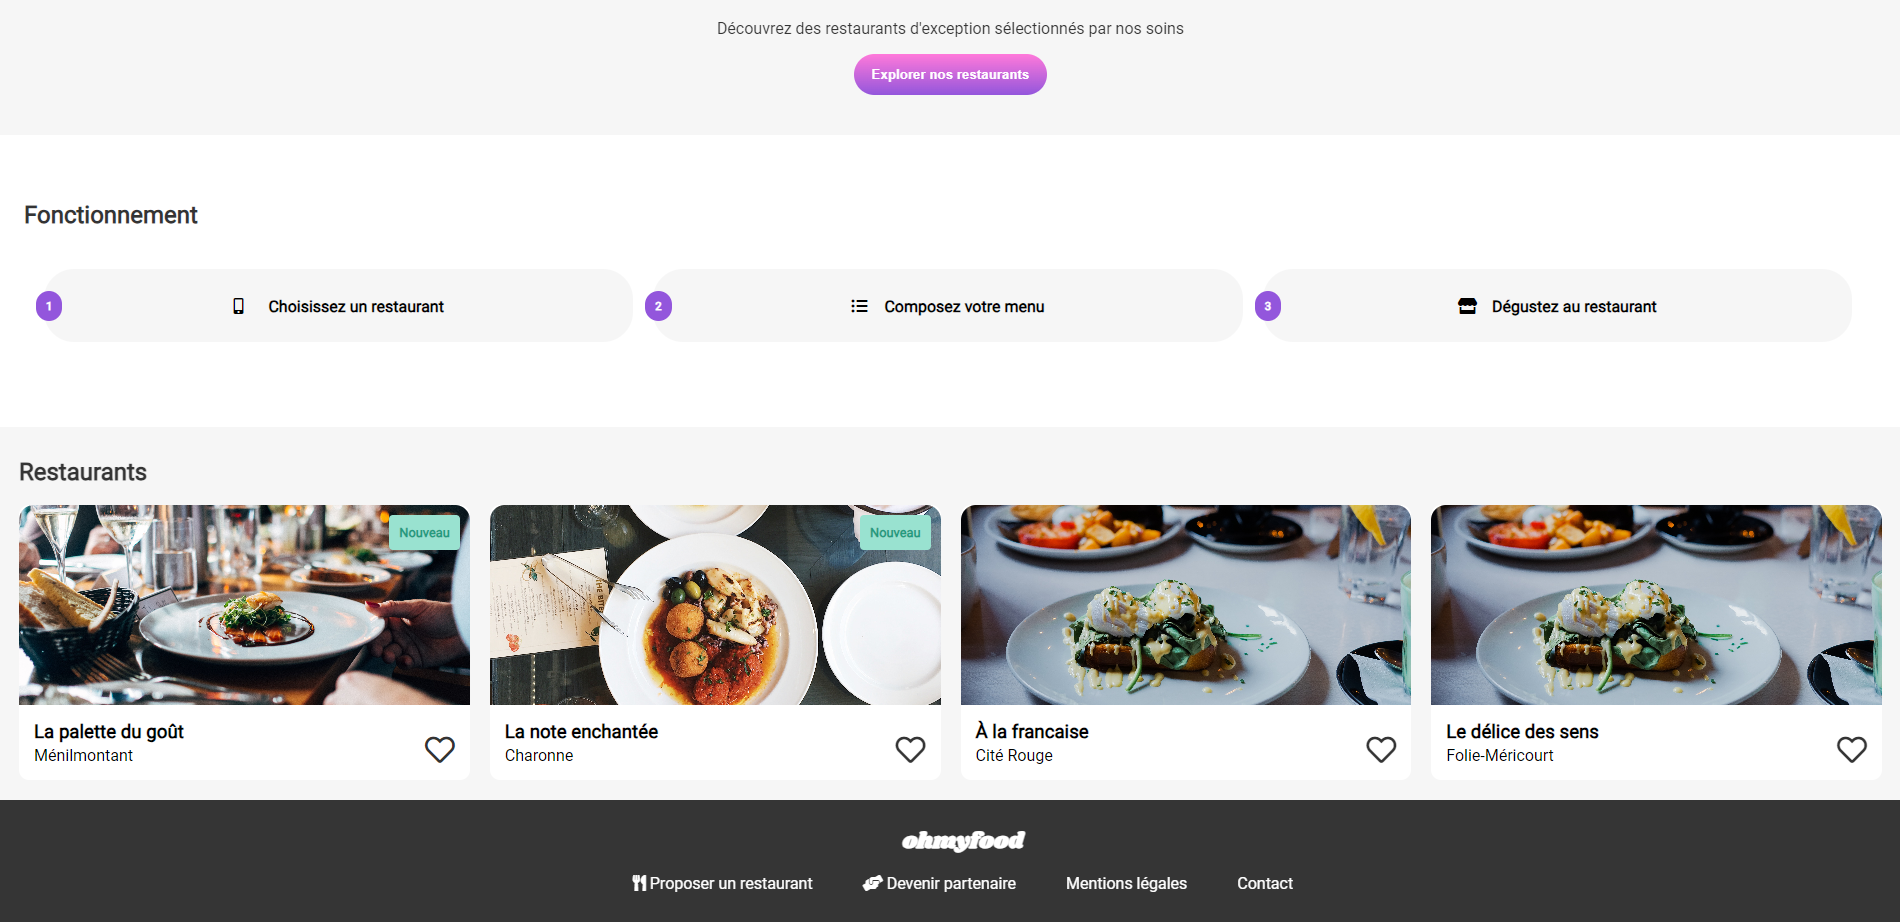 Découvrez des restaurants d'exception sélectionnés par nos soins
Explorer nos restaurants
Fonctionnement
1 Choisissez un restaurant
2 Composez votre menu
3 Dégustez au restaurant
Restaurants
Nouveau
La palette du goût
Ménilmontant
Nouveau
La note enchantée
Charonne
À la francaise
Cité Rouge
Le délice des sens
Folie-Méricourt
ohmyfood
Proposer un restaurant
Devenir partenaire
Mentions légales
Contact